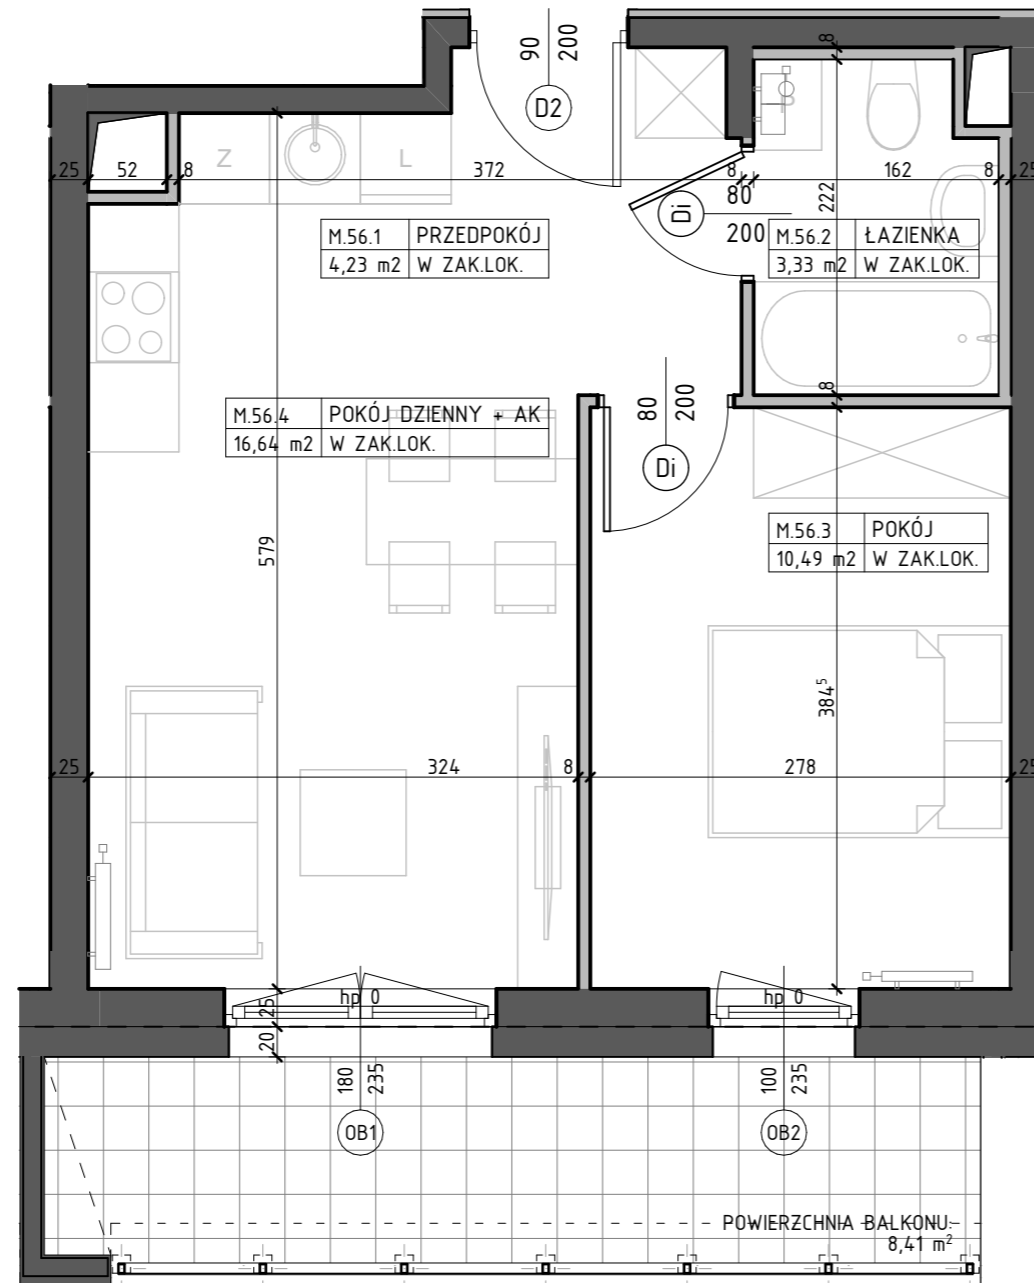 90
200
D2
8
25
52
8
Z
L
372
8
162
8
25
222
80
200
Di
M.56.1 PRZEDPOKÓJ
4,23 m2 W ZAK.LOK.
M.56.2 ŁAZIENKA
3,33 m2 W ZAK.LOK.
8
80
200
Di
M.56.4 POKÓJ DZIENNY + AK
16,64 m2 W ZAK.LOK.
579
M.56.3 POKÓJ
10,49 m2 W ZAK.LOK.
384⁵
25
324
8
278
25
hp 0
hp 0
25
20
180
235
OB1
100
235
OB2
POWIERZCHNIA BALKONU:
8,41 m²